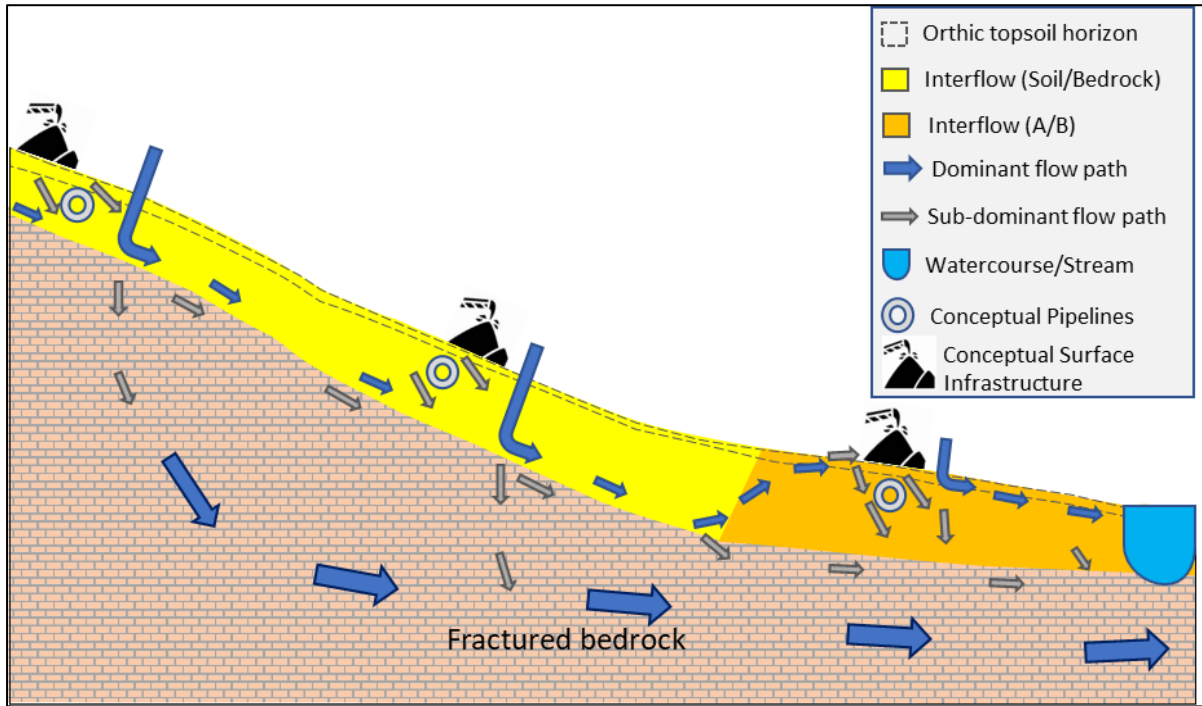 Orthic topsoil horizon
Interflow (Soil/Bedrock)
Interflow (A/B)
Dominant flow path
Sub-dominant flow path
Watercourse/Stream
Conceptual Pipelines
Conceptual Surface
Infrastructure
Fractured bedrock